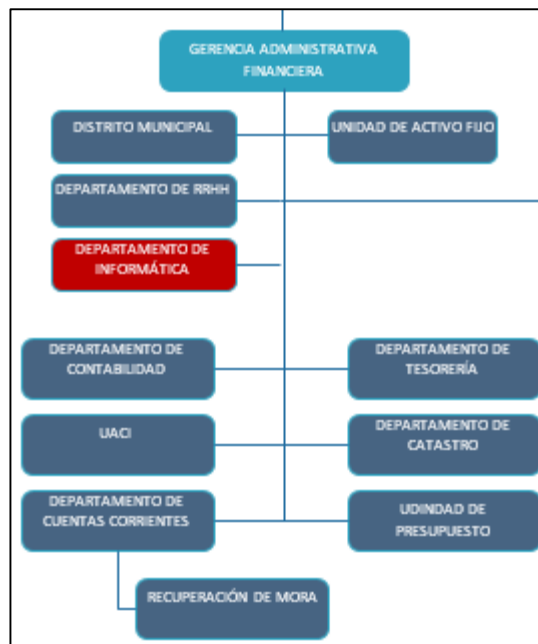 GERENCIA ADMINISTRATIVA
FINANCIERA
DISTRITO MUNICIPAL
UNIDAD DE ACTIVO FIJO
DEPARTAMENTO DE RRHH
DEPARTAMENTO DE
INFORMÁTICA
DEPARTAMENTO DE
CONTABILIDAD
DEPARTAMENTO DE
TESORERÍA
UACI
DEPARTAMENTO DE
CATASTRO
DEPARTAMENTO DE
CUENTAS CORRIENTES
UDINDAD DE
PRESUPUESTO
RECUPERACIÓN DE MORA